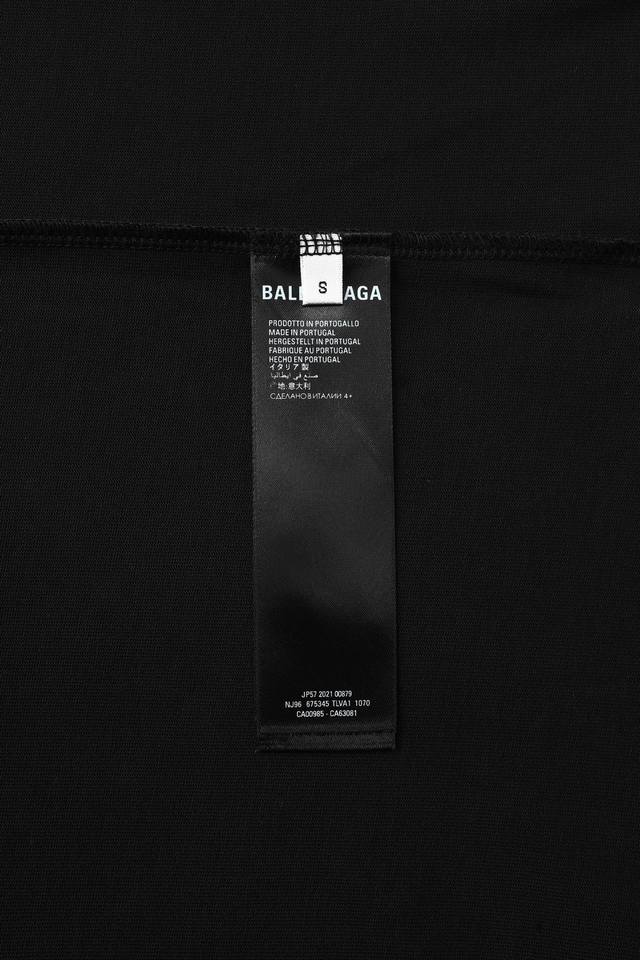 S
BAL AGA
PRODOTTO IN PORTOGALLO
MADE IN PORTUGAL
HERGESTELLT IN PORTUGAL
FABRIQUE AU PORTUGAL
HECHO EN PORTUGAL
イタリア製
صنع في ايطاليا
地:意大利
СДЕЛАНО В ИТАЛИИ 4+
JP57 2021 00879
NJ96 675345 TLVA1 1070
CA00985 - CA63081